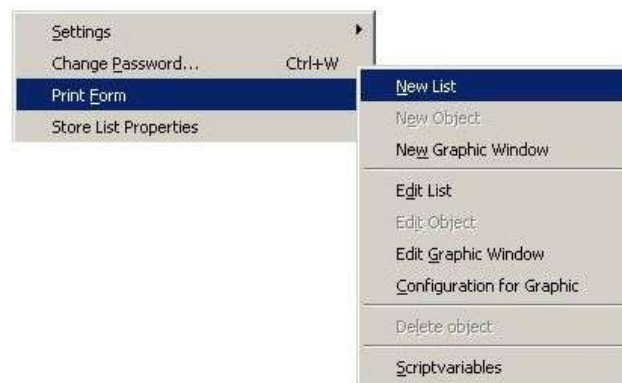 Settings
Change Password... Ctrl+W
Print Form
Store List Properties
New List
New Object
New Graphic Window
Edit List
Edit Object
Edit Graphic Window
Configuration for Graphic
Delete object
Scriptvariables